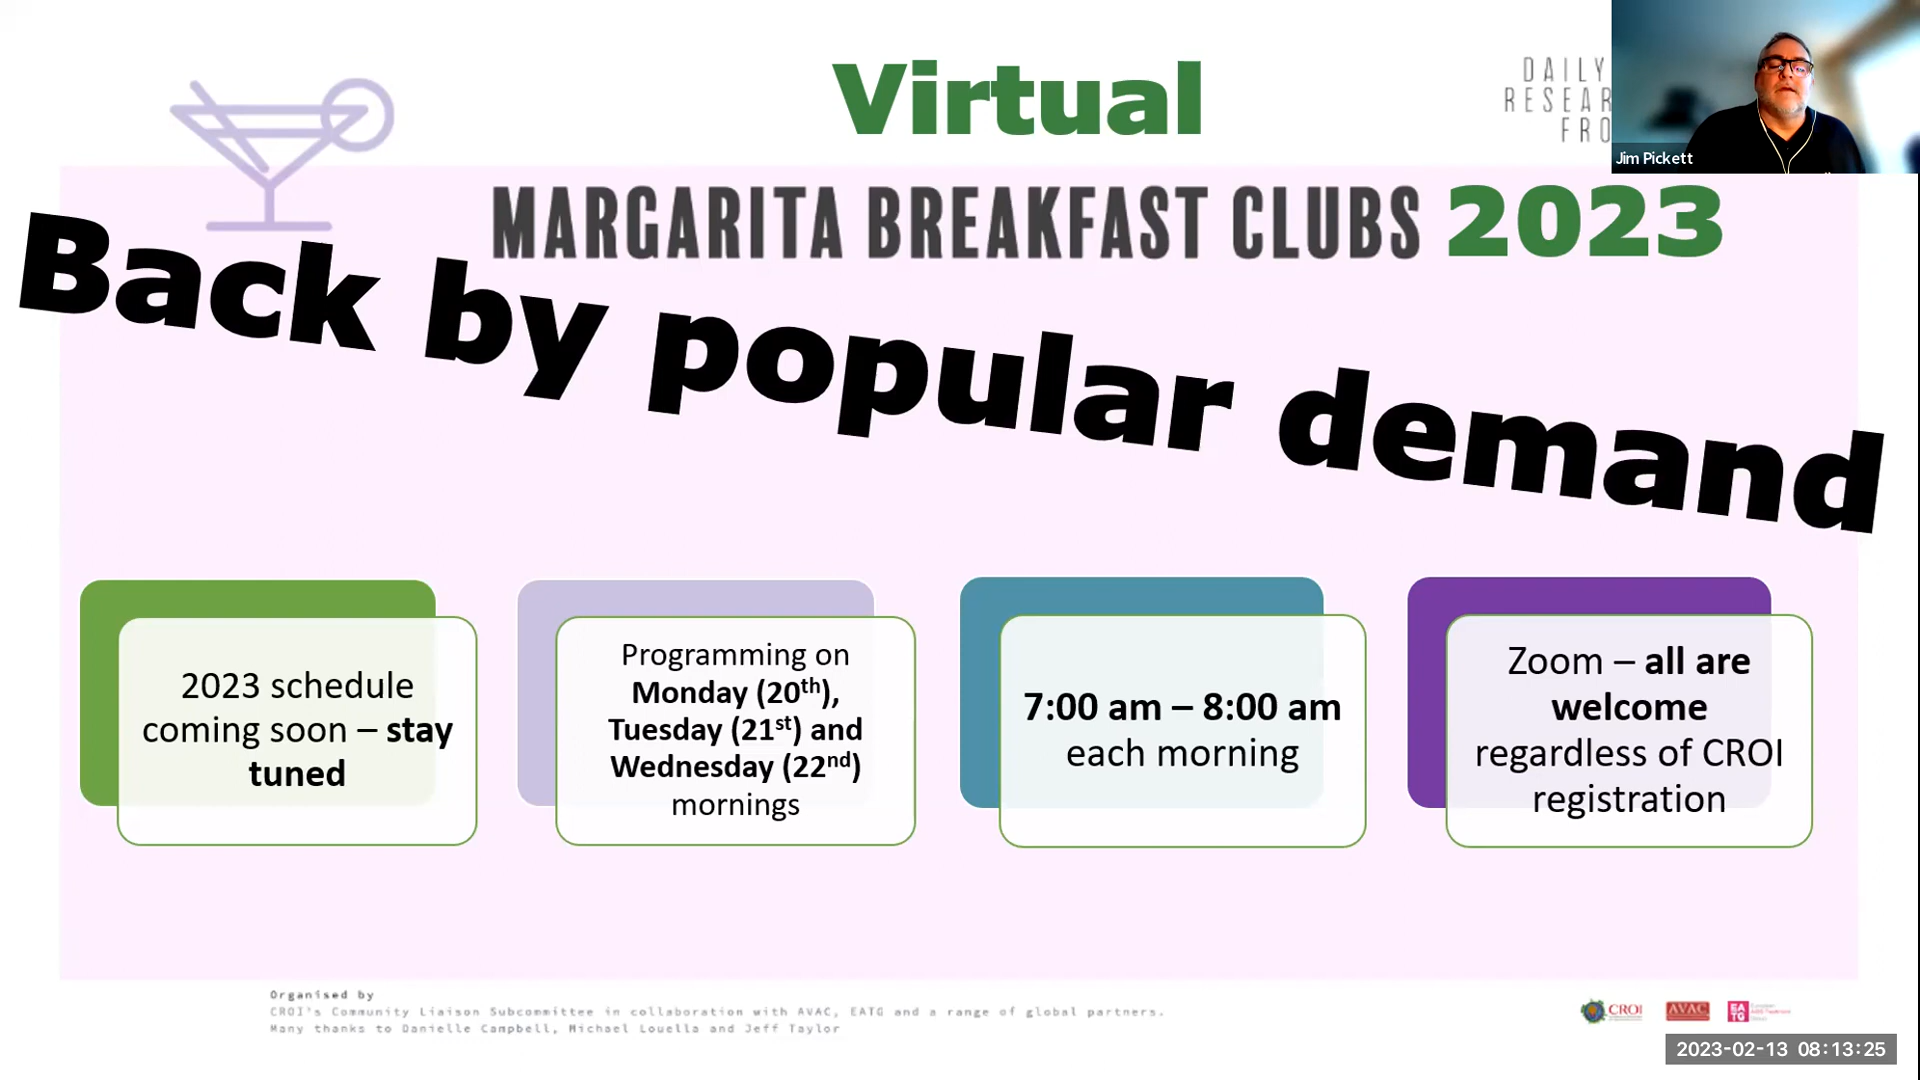 Virtual
DAILY
RESEAR
FRO
Jim Pickett
MARGARITA BREAKFAST CLUBS 2023
Back by popular demand
2023 schedule
coming soon – stay
tuned
Programming on
Monday (20th),
Tuesday (21st) and
Wednesday (22nd)
mornings
7:00 am – 8:00 am
each morning
Zoom – all are
welcome
regardless of CROI
registration
Organised by
CROI's Community Liaison Subcommittee in collaboration with AVAC, EATG and a range of global partners.
Many thanks to Danielle Campbell, Michael Louella and Jeff Taylor
CROI
AVAC
EA
TG
2023-02-13 08:13:25